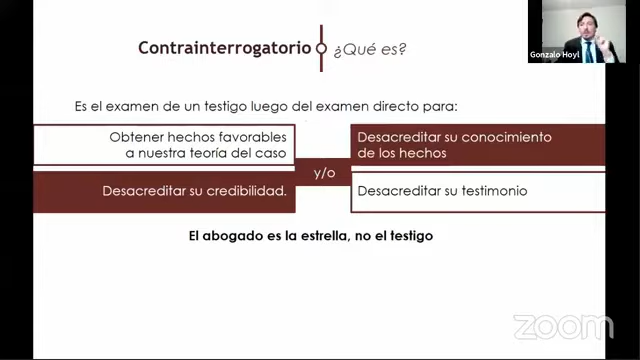 Contrainterrogatorio ¿Qué es?
Gonzalo Hoyl
Es el examen de un testigo luego del examen directo para:
Obtener hechos favorables
a nuestra teoría del caso
Desacreditar su credibilidad.
y/o
Desacreditar su conocimiento
de los hechos
Desacreditar su testimonio
El abogado es la estrella, no el testigo
zoom